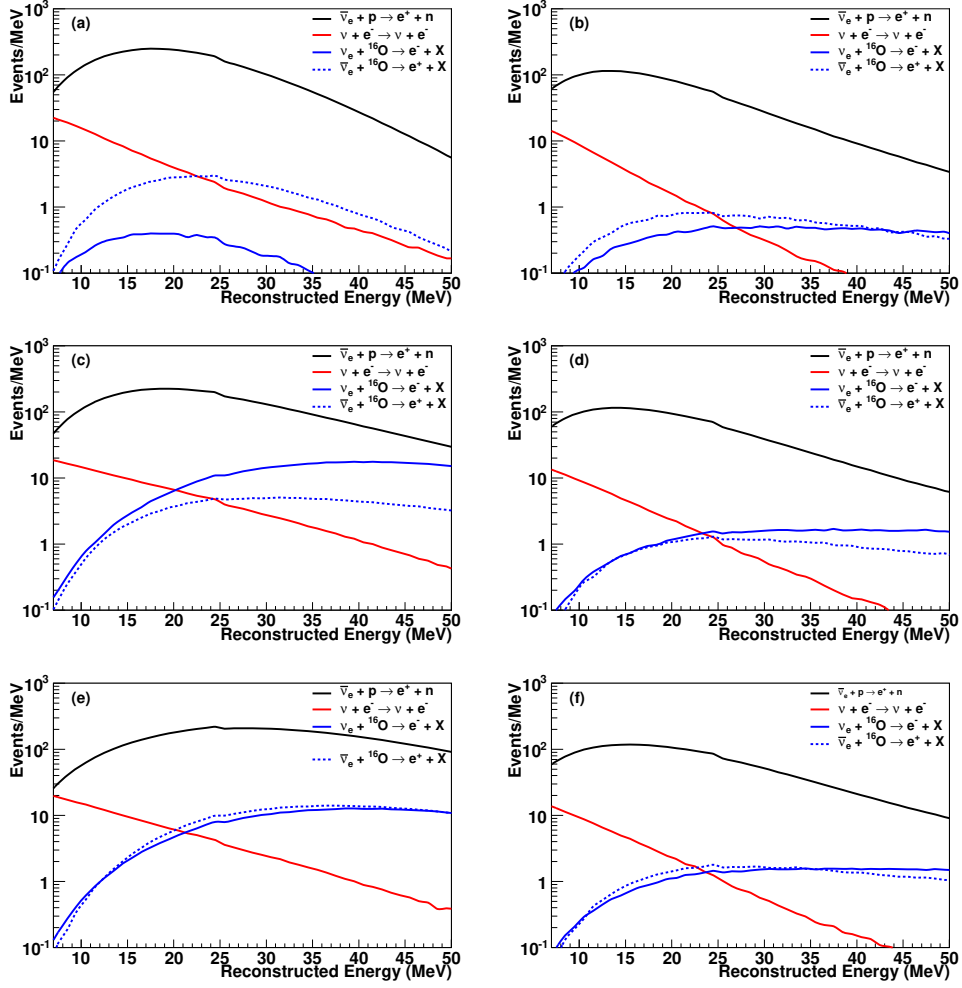 (a)
Events/MeV
10³
10²
10
1
10⁻¹
ν̅ₑ + p → e⁺ + n
ν + e⁻ → ν + e⁻
νₑ + ¹⁶O → e⁻ + X
ν̅ₑ + ¹⁶O → e⁺ + X
10 15 20 25 30 35 40 45 50
Reconstructed Energy (MeV)
(b)
Events/MeV
10³
10²
10
1
10⁻¹
ν̅ₑ + p → e⁺ + n
ν + e⁻ → ν + e⁻
νₑ + ¹⁶O → e⁻ + X
ν̅ₑ + ¹⁶O → e⁺ + X
10 15 20 25 30 35 40 45 50
Reconstructed Energy (MeV)
(c)
Events/MeV
10³
10²
10
1
10⁻¹
ν̅ₑ + p → e⁺ + n
ν + e⁻ → ν + e⁻
νₑ + ¹⁶O → e⁻ + X
ν̅ₑ + ¹⁶O → e⁺ + X
10 15 20 25 30 35 40 45 50
Reconstructed Energy (MeV)
(d)
Events/MeV
10³
10²
10
1
10⁻¹
ν̅ₑ + p → e⁺ + n
ν + e⁻ → ν + e⁻
νₑ + ¹⁶O → e⁻ + X
ν̅ₑ + ¹⁶O → e⁺ + X
10 15 20 25 30 35 40 45 50
Reconstructed Energy (MeV)
(e)
Events/MeV
10³
10²
10
1
10⁻¹
ν̅ₑ + p → e⁺ + n
ν + e⁻ → ν + e⁻
νₑ + ¹⁶O → e⁻ + X
ν̅ₑ + ¹⁶O → e⁺ + X
10 15 20 25 30 35 40 45 50
Reconstructed Energy (MeV)
(f)
Events/MeV
10³
10²
10
1
10⁻¹
ν̅ₑ + p → e⁺ + n
ν + e⁻ → ν + e⁻
νₑ + ¹⁶O → e⁻ + X
ν̅ₑ + ¹⁶O → e⁺ + X
10 15 20 25 30 35 40 45 50
Reconstructed Energy (MeV)